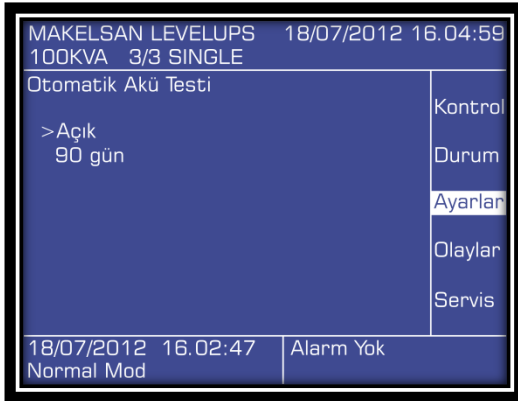 MAKELSAN LEVELUPS 18/07/2012 16.04:59
100KVA 3/3 SINGLE
Otomatik Akü Testi
>Açık
90 gün
Kontrol
Durum
Ayarlar
Olaylar
Servis
18/07/2012 16.02:47
Normal Mod
Alarm Yok